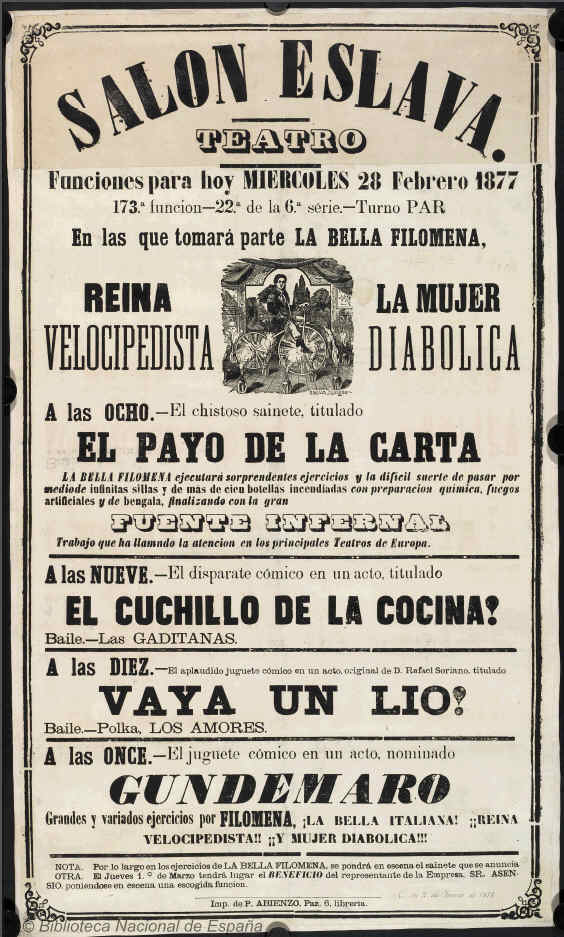 SALON ESLAVA.
TEATRO
Funciones para hoy MIERCOLES 28 Febrero 1877
173.ª funcion—22.ª de la 6.ª série.—Turno PAR
En las que tomará parte LA BELLA FILOMENA,
REINA
VELOCIPEDISTA
LA MUJER
DIABOLICA
A las OCHO.—El chistoso sainete, titulado
EL PAYO DE LA CARTA
LA BELLA FILOMENA ejecutará sorprendentes ejercicios y la dificil suerte de pasar por
mediode infinitas sillas y de más de cien botellas incendiadas con preparacion quimica, fuegos
artificiales y de bengala, finalizando con la gran
FUENTE INFERNAL
Trabajo que ha llamndo la atencion en los principales Teatros de Europa.
A las NUEVE.—El disparate cómico en un acto, titulado
EL CUCHILLO DE LA COCINA!
Baile.—Las GADITANAS.
A las DIEZ.—El aplaudido juguete cómico en un acto, original de D. Rafael Soriano, titulado
VAYA UN LIO!
Baile.—Polka, LOS AMORES.
A las ONCE.—El juguete cómico en un acto, nominado
GUNDEMARO
Grandes y variados ejercicios por FILOMENA, ¡LA BELLA ITALIANA! ¡¡REINA
VELOCIPEDISTA!! ¡¡Y MUJER DIABOLICA!!!
NOTA. Por lo largo en los ejercicios de LA BELLA FILOMENA, se pondrá en escena el sainete que se anuncia
OTRA. El Jueves 1.º de Marzo tendrá lugar el BENEFICIO del representante de la Empresa, SR. ASEN-
SIO, poniendose en escena una escogida funcion.
Imp. de P. ABIENZO, Paz, 6, libreria.
© Biblioteca Nacional de España